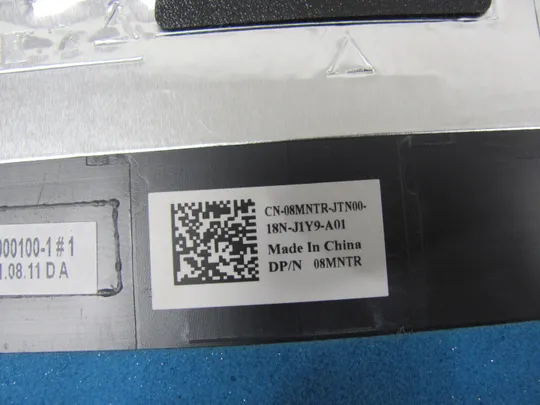 CN-08MNTR-JTN00-
18N-J1Y9-A01
Made In China
DP/N 08MNTR
000100-1#1
1.08.11 D A